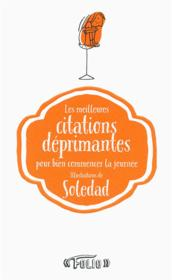 Les meilleures
citations
déprimantes
pour bien commencer la journée
Illustrations de
Soledad
FOLIO